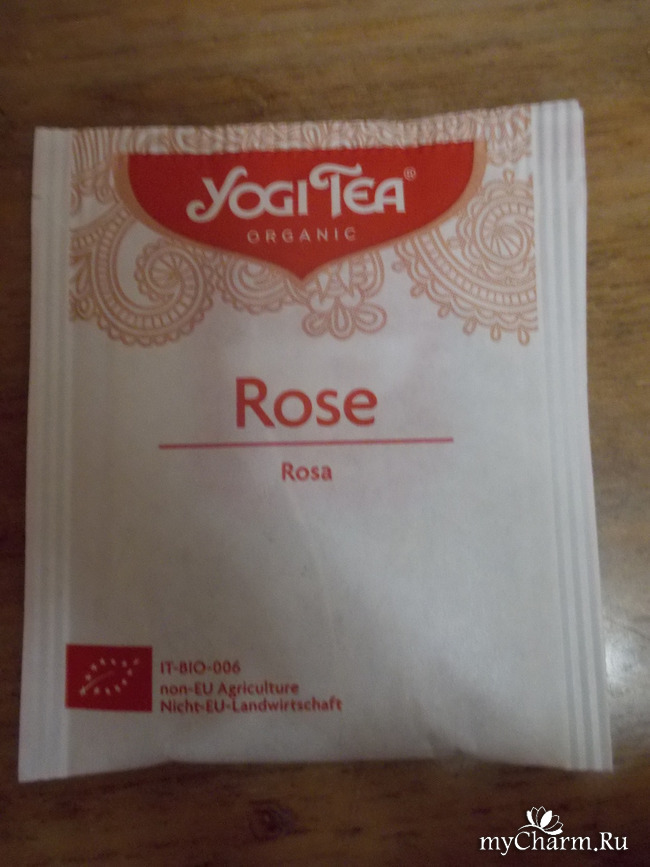 YOGI TEA®
ORGANIC
Rose
Rosa
IT-BIO-006
non-EU Agriculture
Nicht-EU-Landwirtschaft
myCharm.Ru